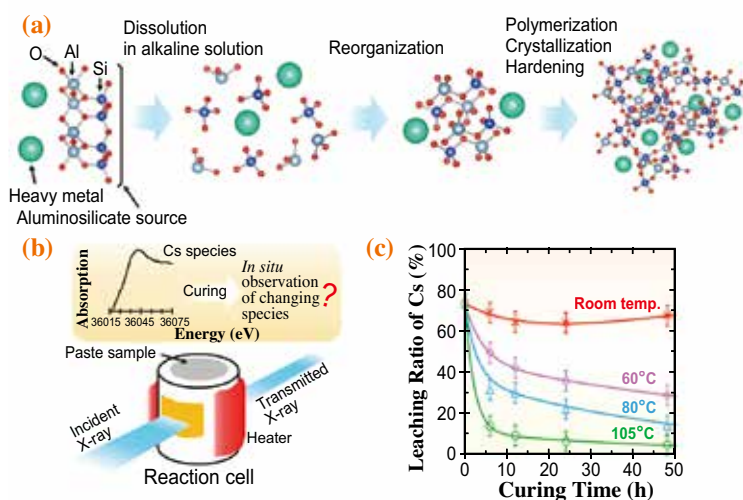 (a)
Dissolution
in alkaline solution
Reorganization
Polymerization
Crystallization
Hardening
O
Al
Si
Heavy metal
Aluminosilicate source
(b)
Absorption
Cs species
Curing
In situ
observation
of changing
species
?
36015 36045 36075
Energy (eV)
Paste sample
Incident
X-ray
Transmitted
X-ray
Heater
Reaction cell
(c)
Leaching Ratio of Cs (%)
100
80
60
40
20
0
Room temp.
60°C
80°C
105°C
0 10 20 30 40 50
Curing Time (h)